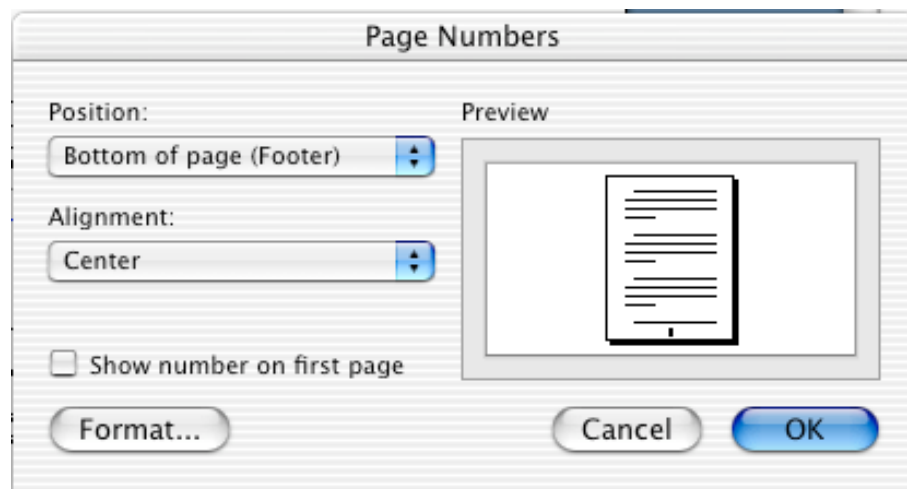 Page Numbers
Position:
Bottom of page (Footer)
Alignment:
Center
Show number on first page
Preview
Format...
Cancel
OK